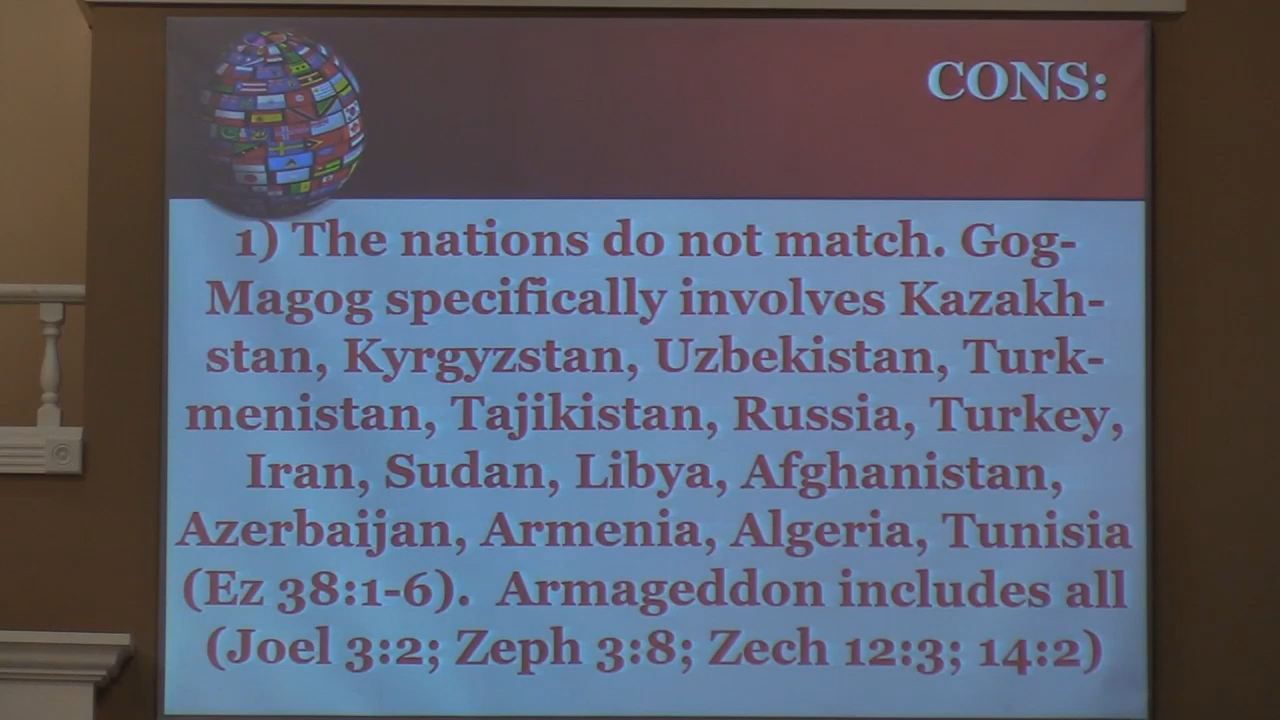 CONS:
1) The nations do not match. Gog-
Magog specifically involves Kazakh-
stan, Kyrgyzstan, Uzbekistan, Turk-
menistan, Tajikistan, Russia, Turkey,
Iran, Sudan, Libya, Afghanistan,
Azerbaijan, Armenia, Algeria, Tunisia
(Ez 38:1-6).  Armageddon includes all
(Joel 3:2; Zeph 3:8; Zech 12:3; 14:2)